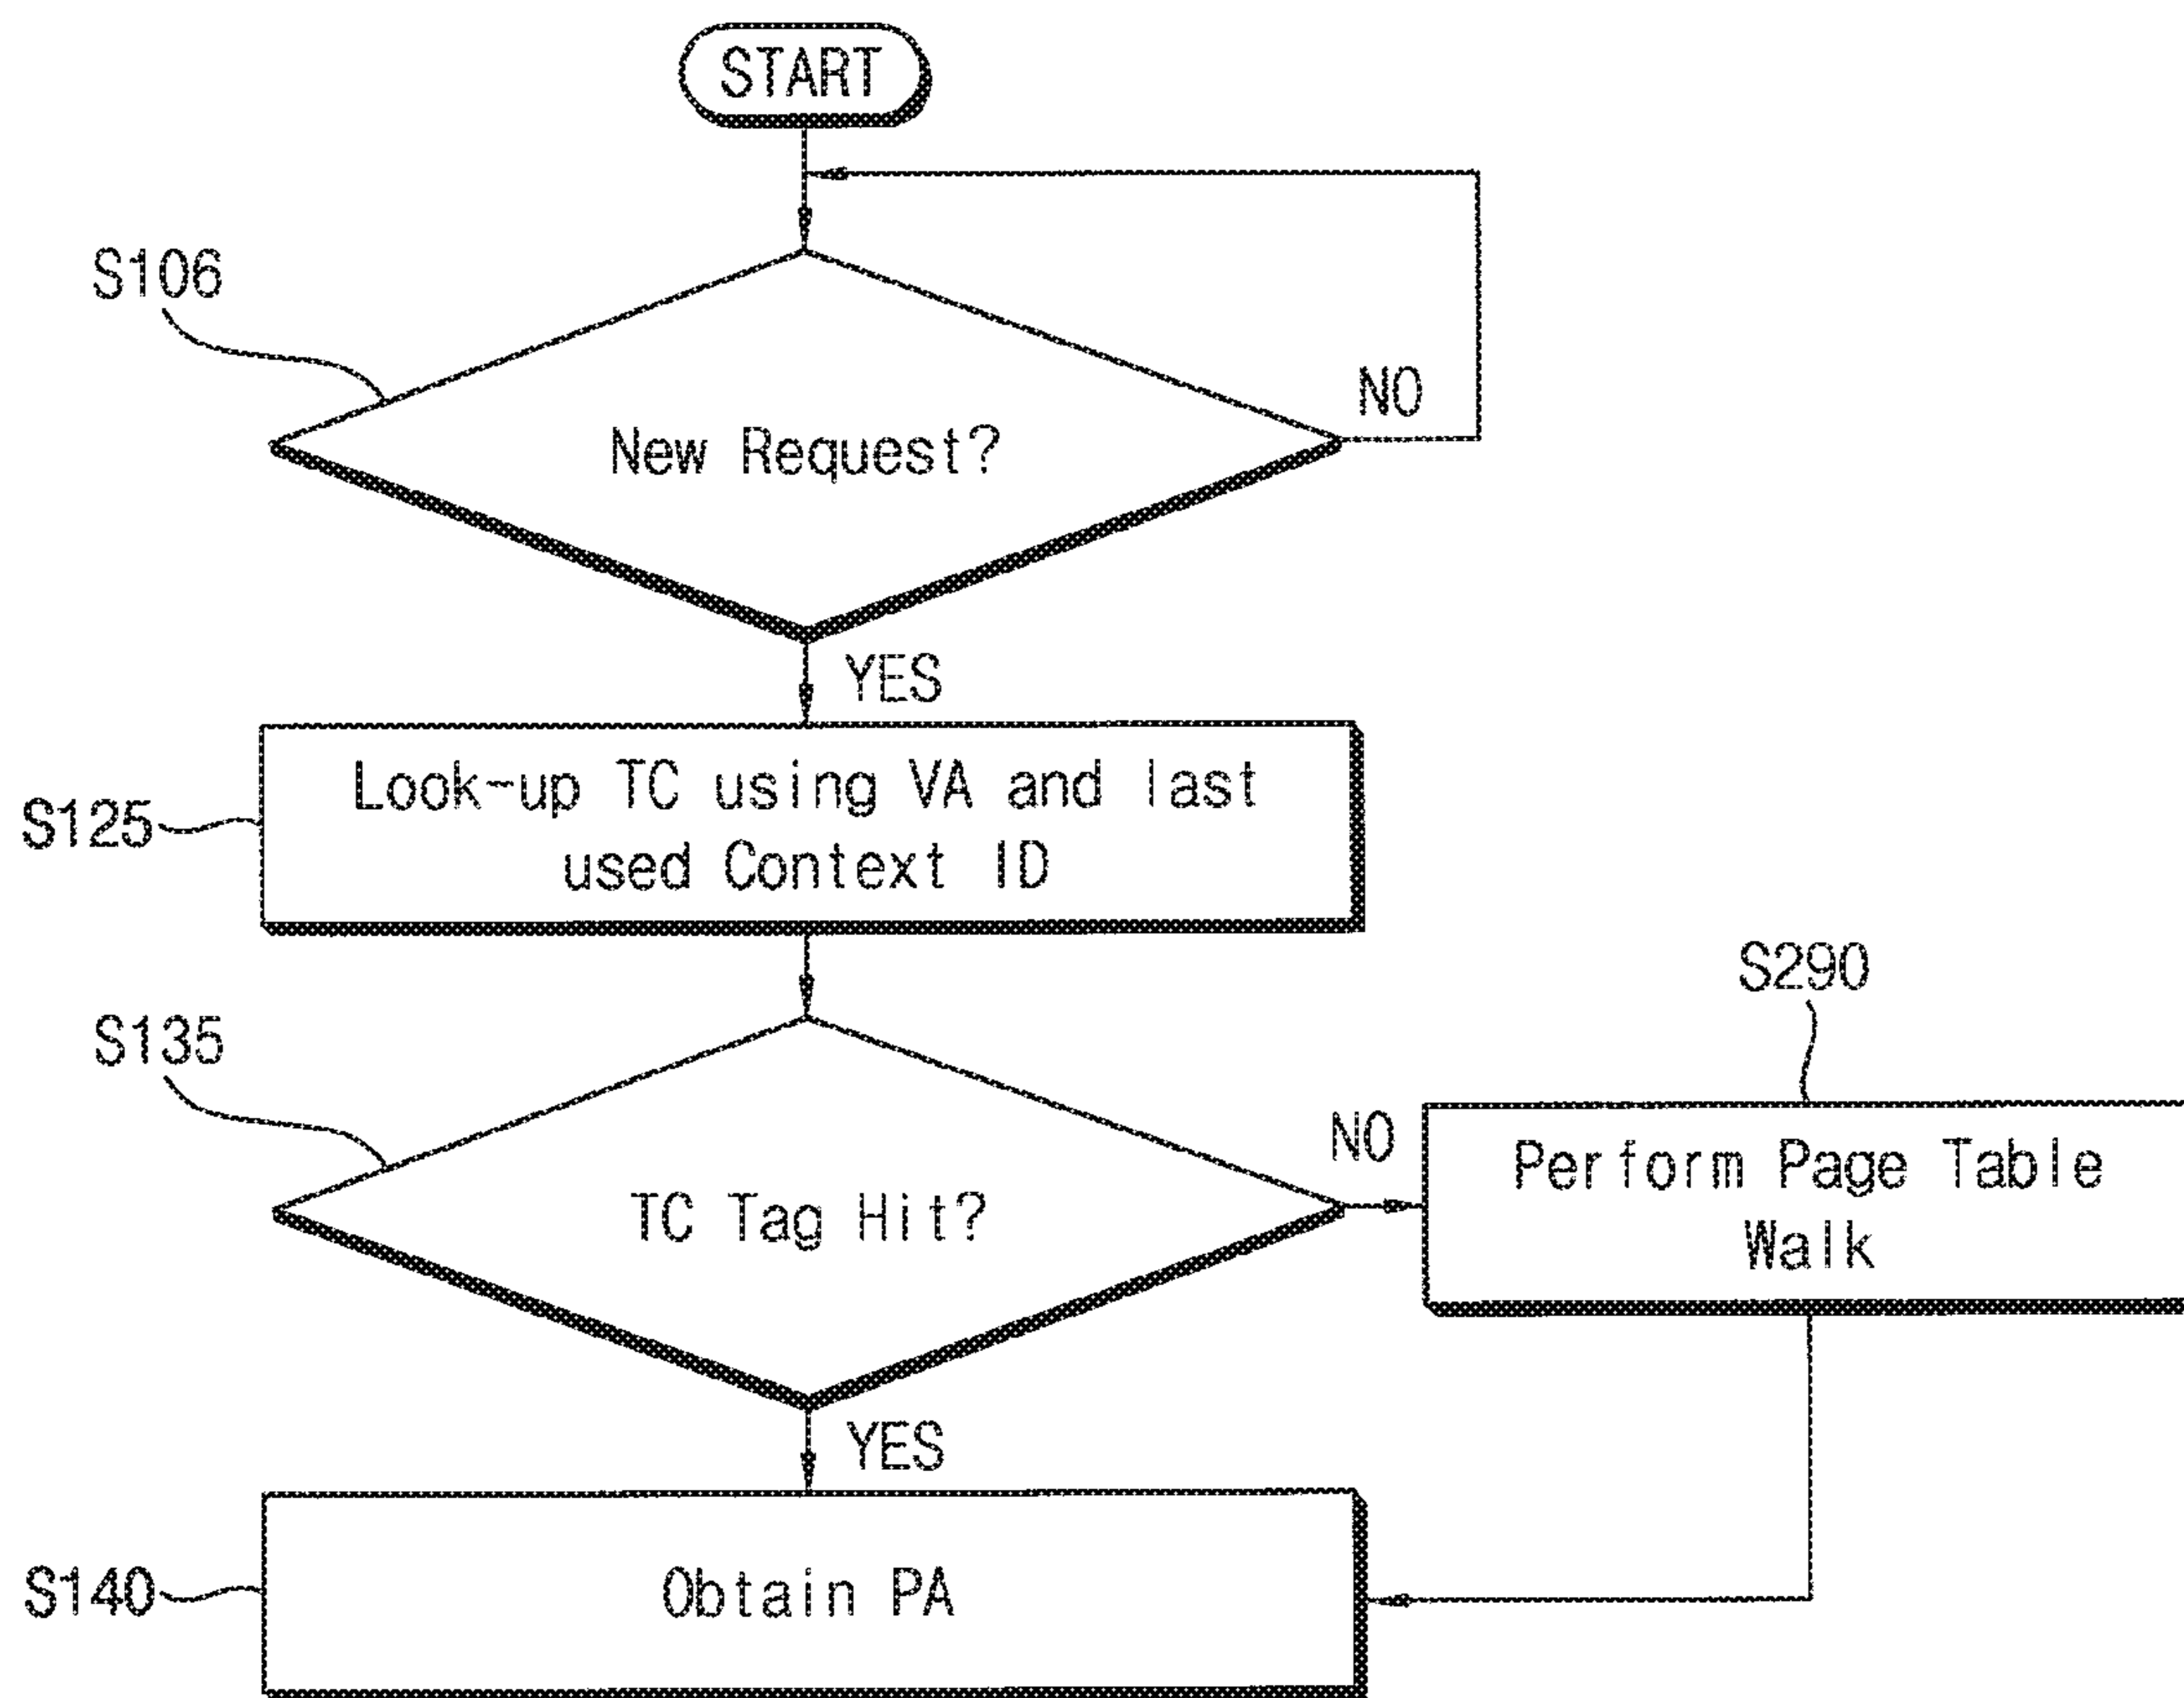 START
S106
New Request?
NO
YES
S125
Look-up TC using VA and last
used Context ID
S135
TC Tag Hit?
NO
S290
Perform Page Table
Walk
YES
S140
Obtain PA